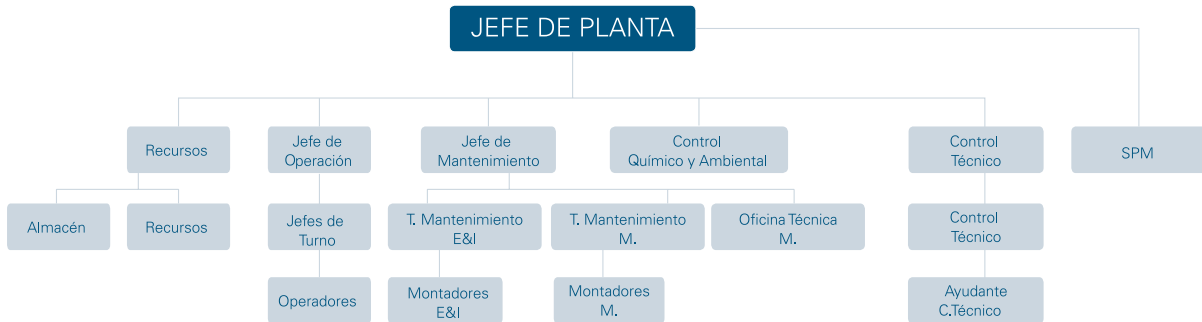 JEFE DE PLANTA
Recursos
Jefe de
Operación
Jefe de
Mantenimiento
Control
Químico y Ambiental
Control
Técnico
SPM
Almacén
Recursos
Jefes de
Turno
T. Mantenimiento
E&I
T. Mantenimiento
M.
Oficina Técnica
M.
Control
Técnico
Operadores
Montadores
E&I
Montadores
M.
Ayudante
C.Técnico